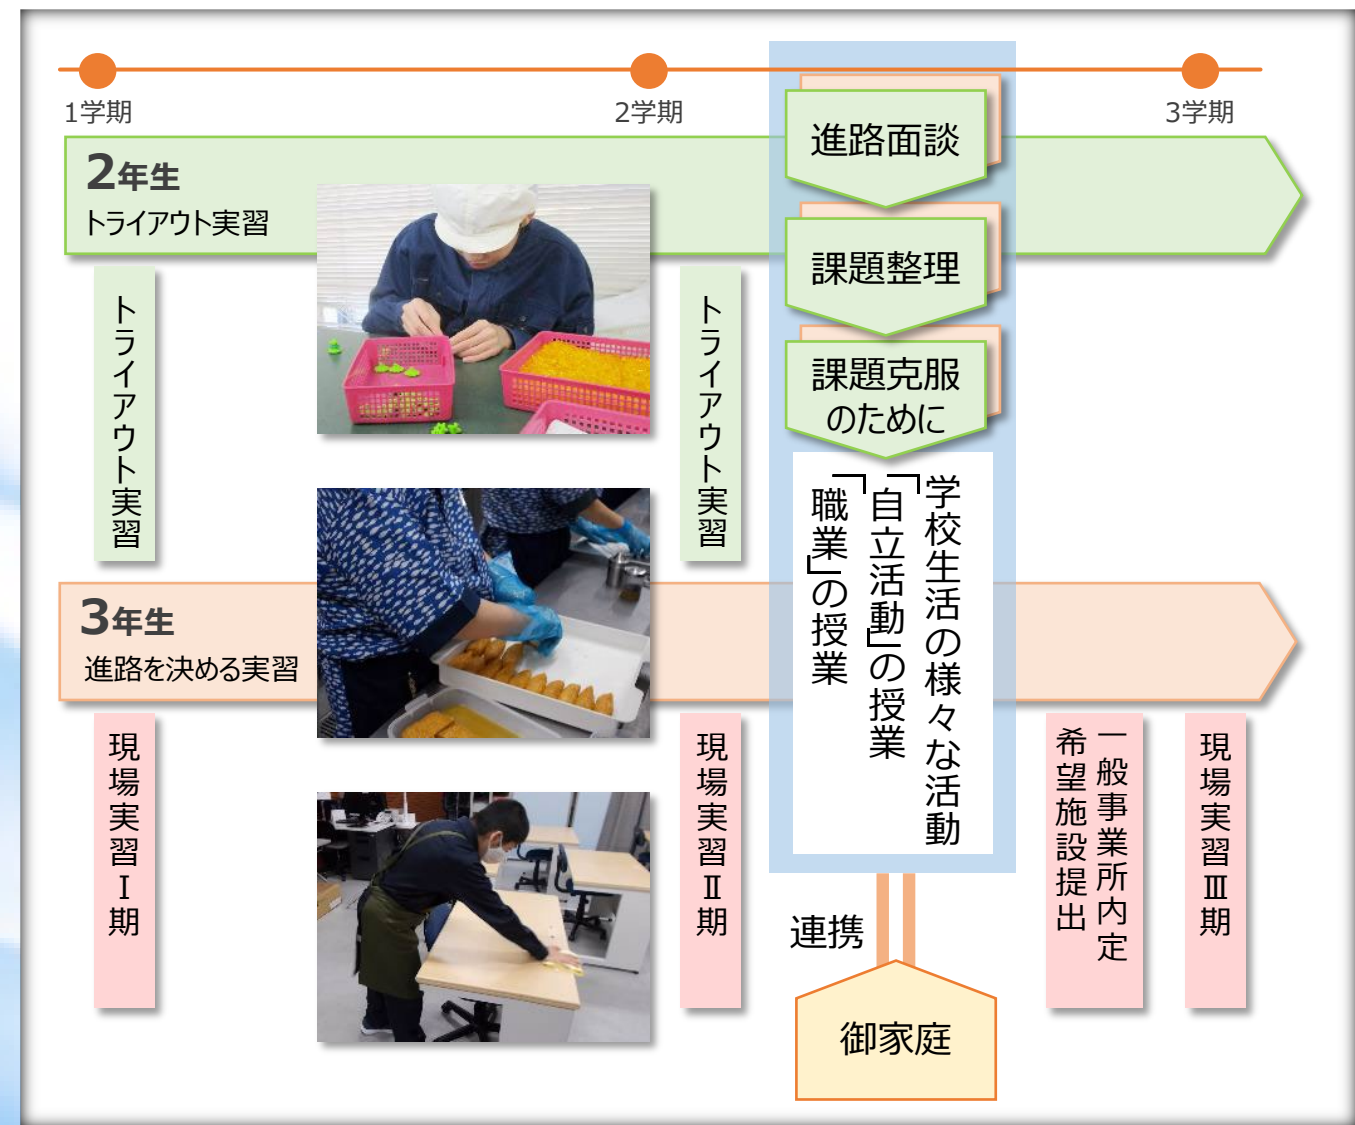 1学期
2学期
3学期
2年生
トライアウト実習
トライアウト実習
トライアウト実習
進路面談
課題整理
課題克服
のために
学校生活の様々な活動
「自立活動」の授業
「職業」の授業
3年生
進路を決める実習
現場実習Ⅰ期
現場実習Ⅱ期
一般事業所内定
希望施設提出
現場実習Ⅲ期
連携
御家庭